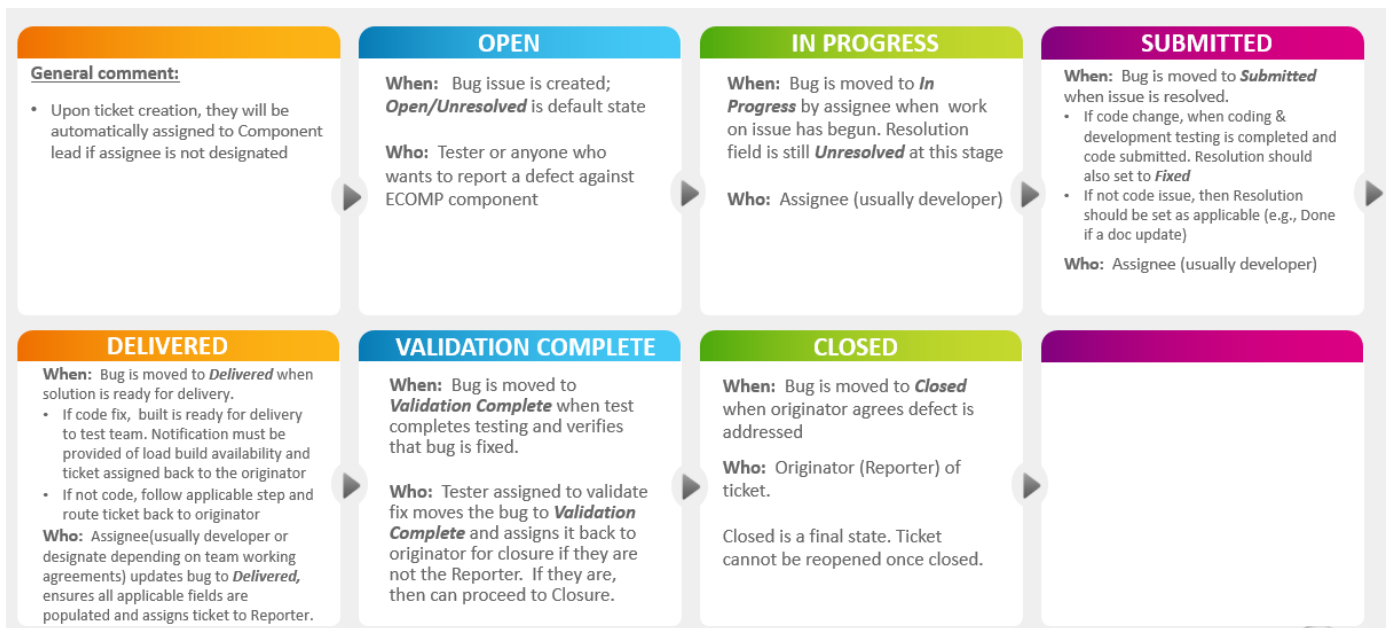 General comment:
• Upon ticket creation, they will be
automatically assigned to Component
lead if assignee is not designated
OPEN
When: Bug issue is created;
Open/Unresolved is default state
Who: Tester or anyone who
wants to report a defect against
ECOMP component
IN PROGRESS
When: Bug is moved to In
Progress by assignee when work
on issue has begun. Resolution
field is still Unresolved at this stage
Who: Assignee (usually developer)
SUBMITTED
When: Bug is moved to Submitted
when issue is resolved.
• If code change, when coding &
development testing is completed and
code submitted. Resolution should
also set to Fixed
• If not code issue, then Resolution
should be set as applicable (e.g., Done
if a doc update)
Who: Assignee (usually developer)
DELIVERED
When: Bug is moved to Delivered when
solution is ready for delivery.
• If code fix, built is ready for delivery
to test team. Notification must be
provided of load build availability and
ticket assigned back to the originator
• If not code, follow applicable step and
route ticket back to originator
Who: Assignee(usually developer or
designate depending on team working
agreements) updates bug to Delivered,
ensures all applicable fields are
populated and assigns ticket to Reporter.
VALIDATION COMPLETE
When: Bug is moved to
Validation Complete when test
completes testing and verifies
that bug is fixed.
Who: Tester assigned to validate
fix moves the bug to Validation
Complete and assigns it back to
originator for closure if they are
not the Reporter. If they are,
then can proceed to Closure.
CLOSED
When: Bug is moved to Closed
when originator agrees defect is
addressed
Who: Originator (Reporter) of
ticket.
Closed is a final state. Ticket
cannot be reopened once closed.